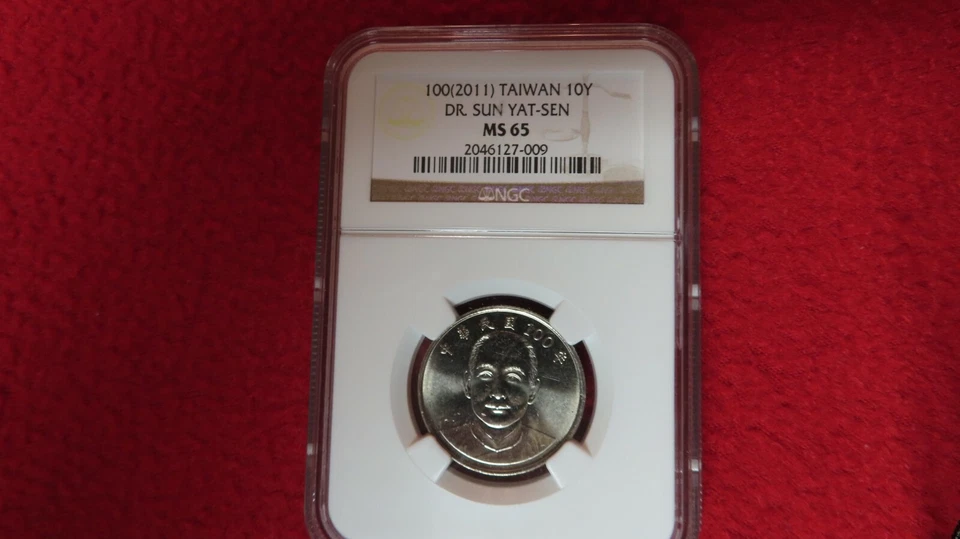 100(2011) TAIWAN 10Y
DR. SUN YAT-SEN
MS 65
2046127-009
NGC
中華民国100年